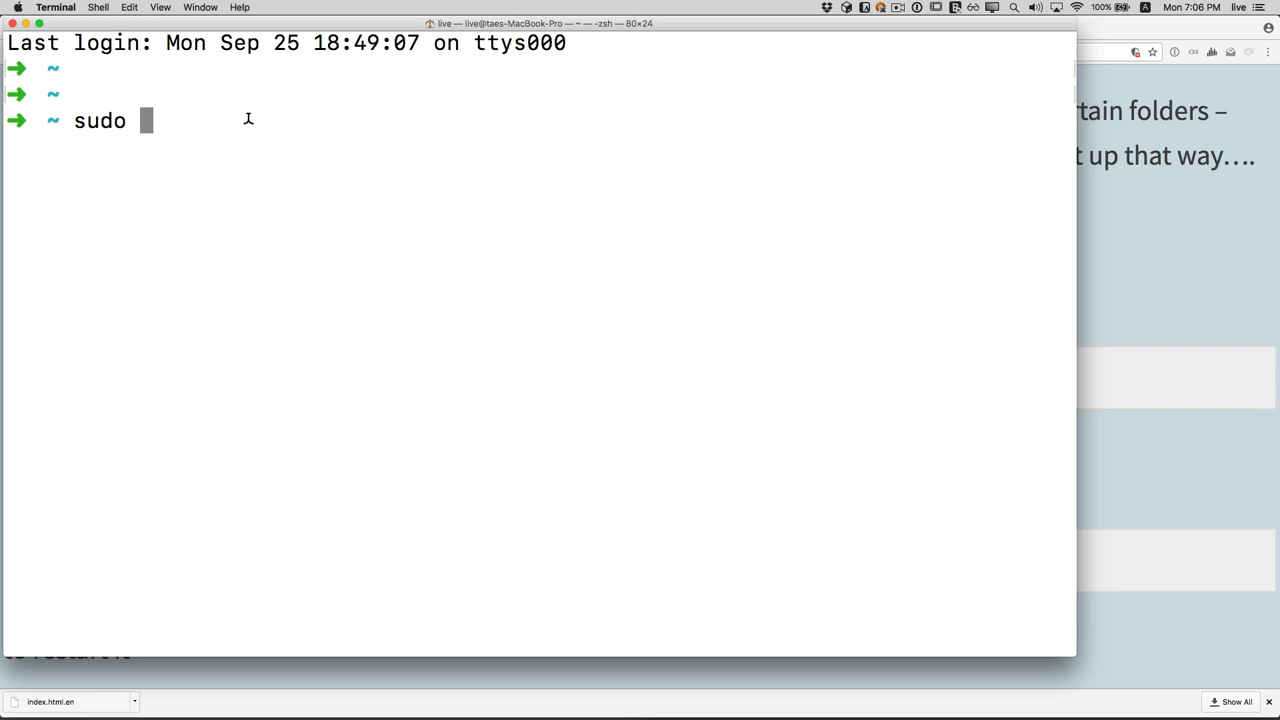 Terminal Shell Edit View Window Help 100% Mon 7:06 PM live
live — live@taes-MacBook-Pro — ~ — -zsh — 80×24
Last login: Mon Sep 25 18:49:07 on ttys000
➜ ~
➜ ~
➜ ~ sudo
tain folders –
t up that way….
index.html.en
Show All